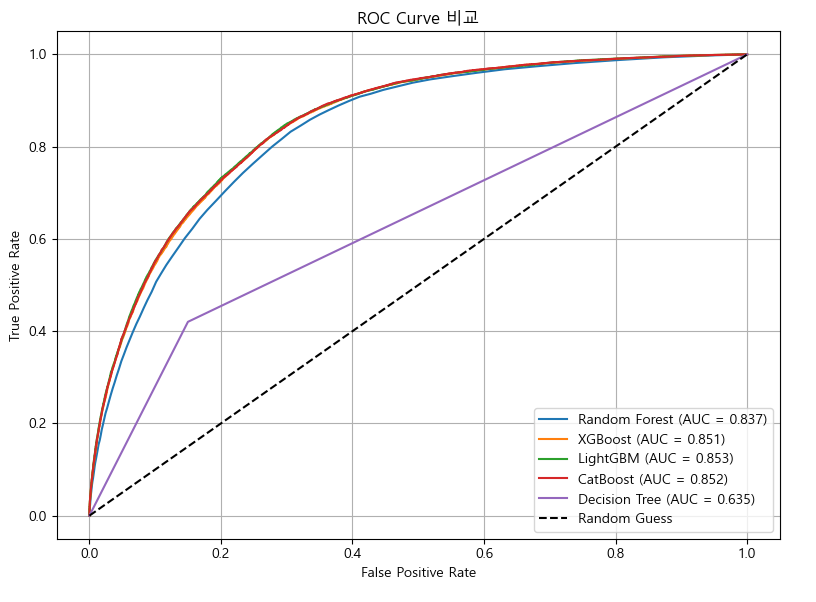 ROC Curve 비교
True Positive Rate
1.0
0.8
0.6
0.4
0.2
0.0
Random Forest (AUC = 0.837)
XGBoost (AUC = 0.851)
LightGBM (AUC = 0.853)
CatBoost (AUC = 0.852)
Decision Tree (AUC = 0.635)
Random Guess
0.0 0.2 0.4 0.6 0.8 1.0
False Positive Rate